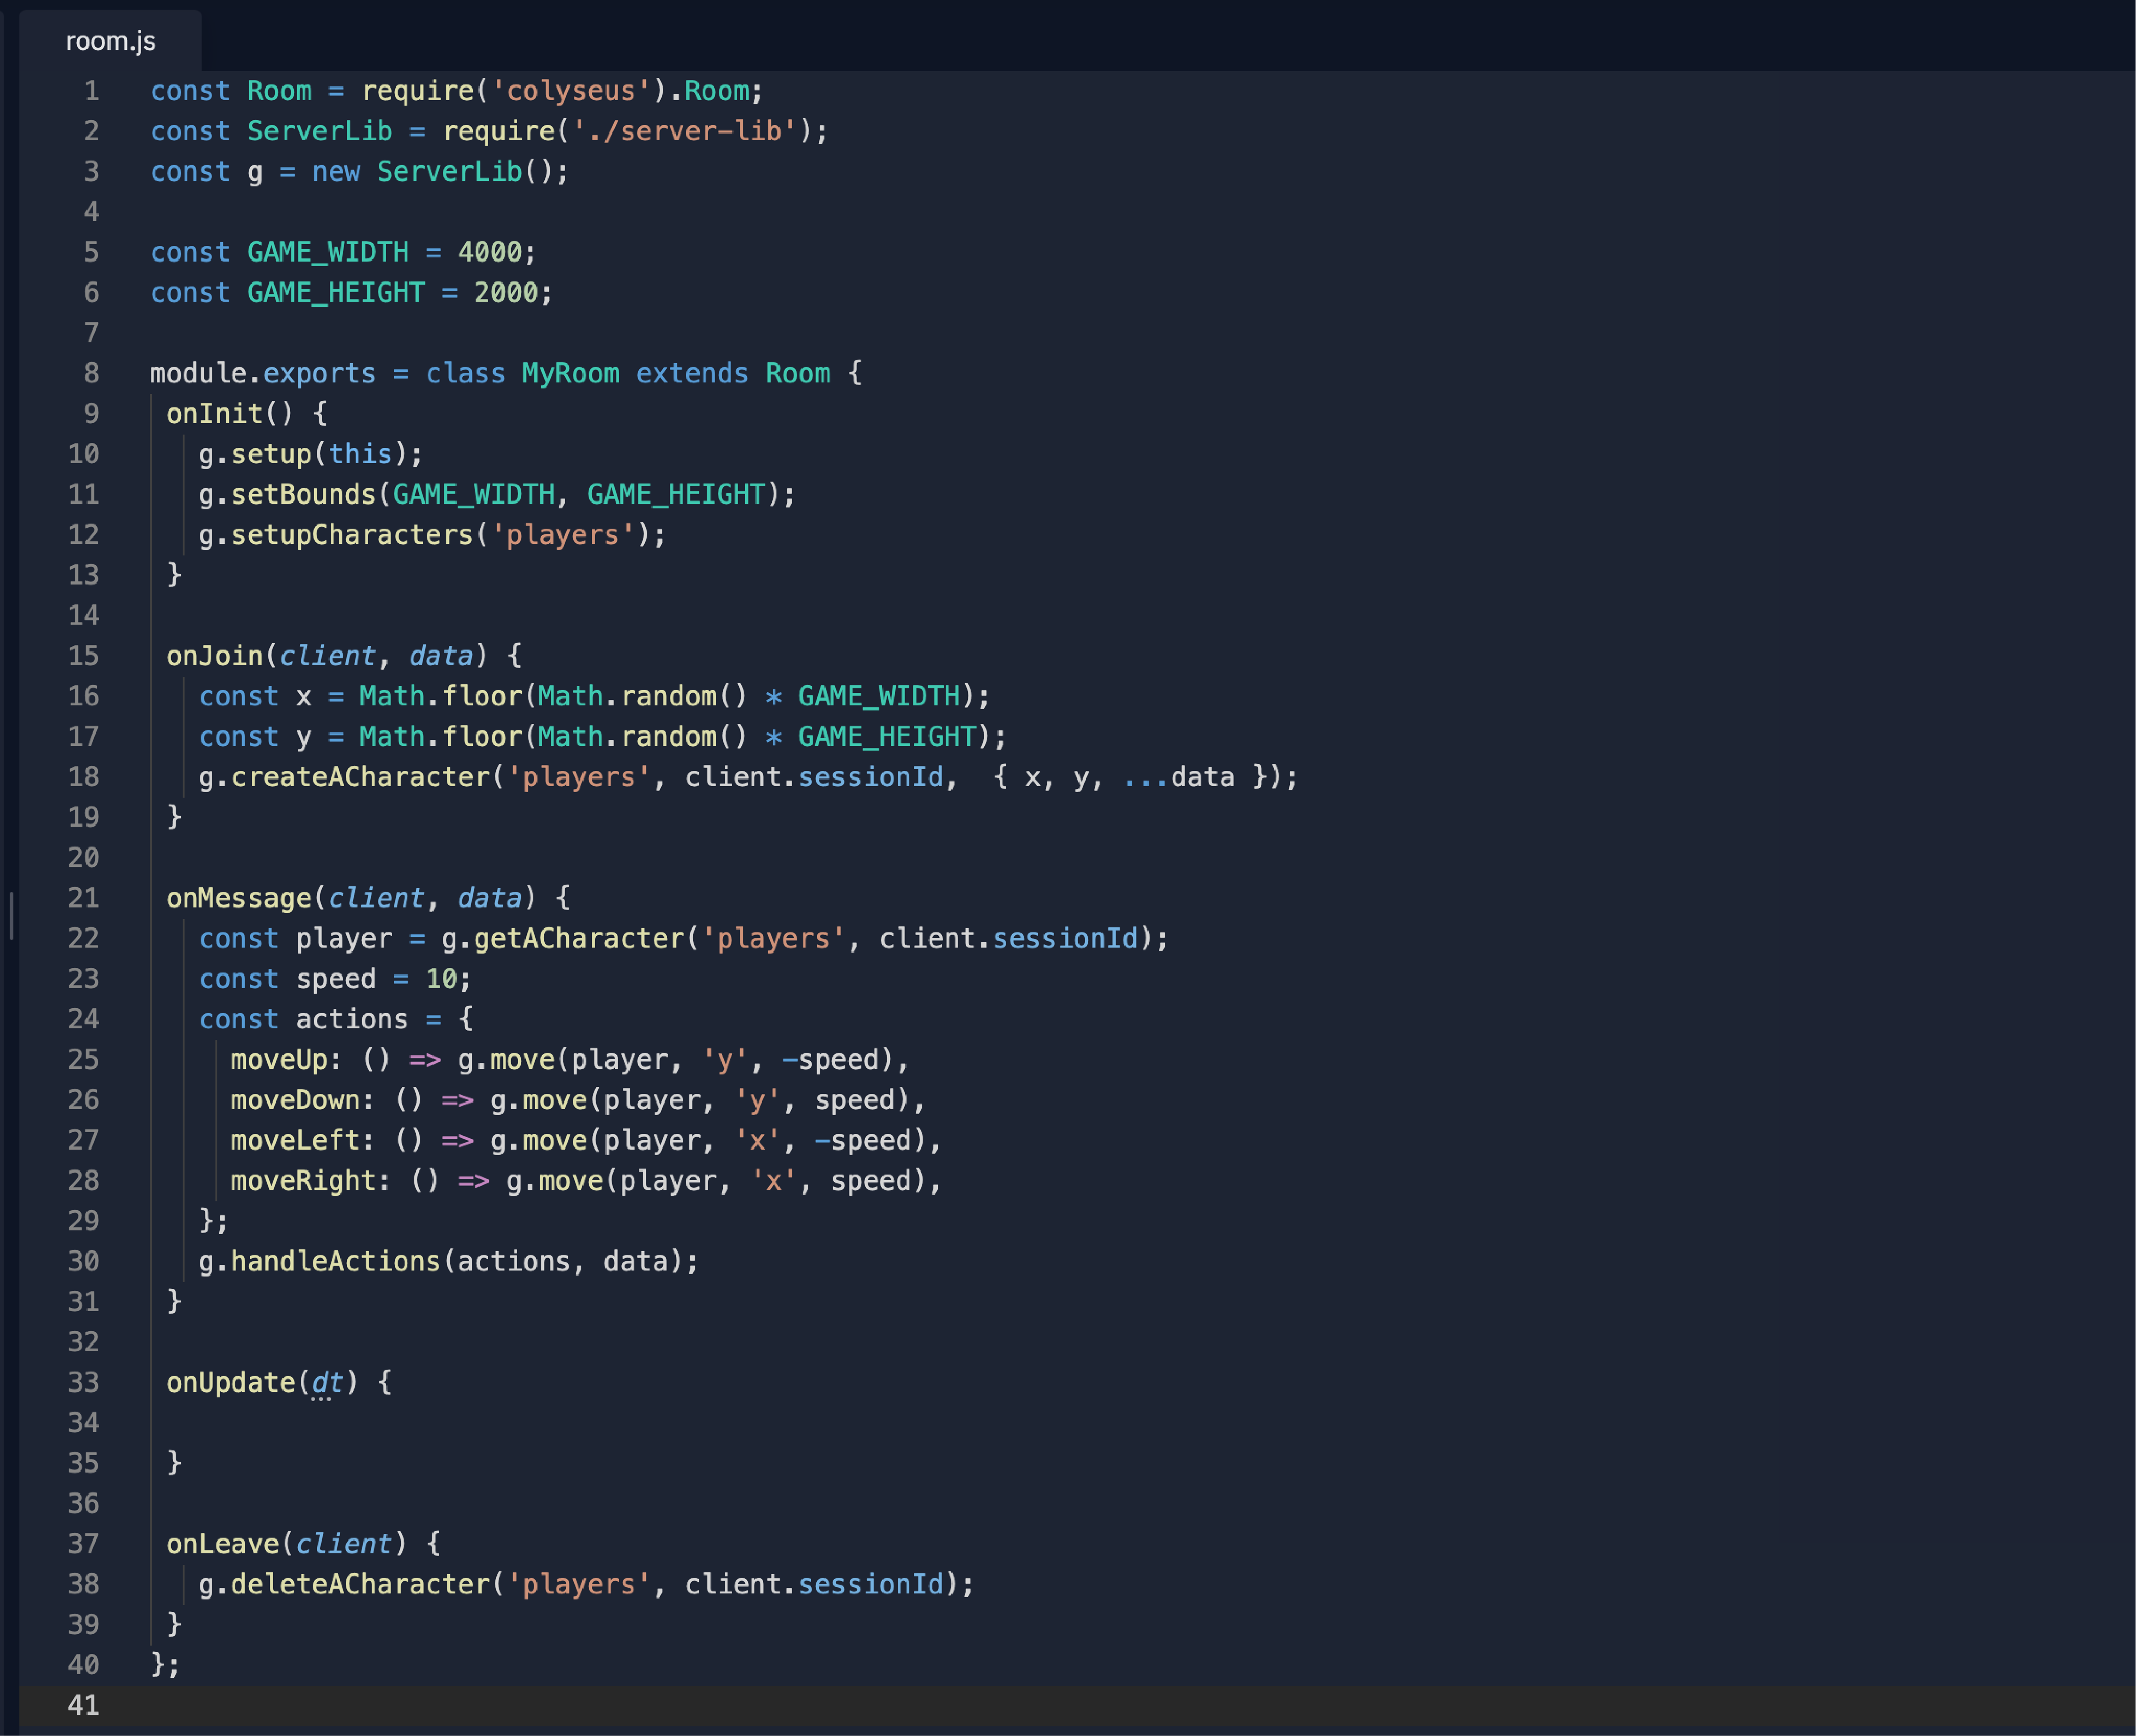 room.js
1 const Room = require('colyseus').Room;
2 const ServerLib = require('./server-lib');
3 const g = new ServerLib();
4
5 const GAME_WIDTH = 4000;
6 const GAME_HEIGHT = 2000;
7
8 module.exports = class MyRoom extends Room {
9  onInit() {
10   g.setup(this);
11   g.setBounds(GAME_WIDTH, GAME_HEIGHT);
12   g.setupCharacters('players');
13  }
14
15  onJoin(client, data) {
16   const x = Math.floor(Math.random() * GAME_WIDTH);
17   const y = Math.floor(Math.random() * GAME_HEIGHT);
18   g.createACharacter('players', client.sessionId,  { x, y, ...data });
19  }
20
21  onMessage(client, data) {
22   const player = g.getACharacter('players', client.sessionId);
23   const speed = 10;
24   const actions = {
25     moveUp: () => g.move(player, 'y', -speed),
26     moveDown: () => g.move(player, 'y', speed),
27     moveLeft: () => g.move(player, 'x', -speed),
28     moveRight: () => g.move(player, 'x', speed),
29   };
30   g.handleActions(actions, data);
31  }
32
33  onUpdate(dt) {
34
35  }
36
37  onLeave(client) {
38   g.deleteACharacter('players', client.sessionId);
39  }
40 };
41